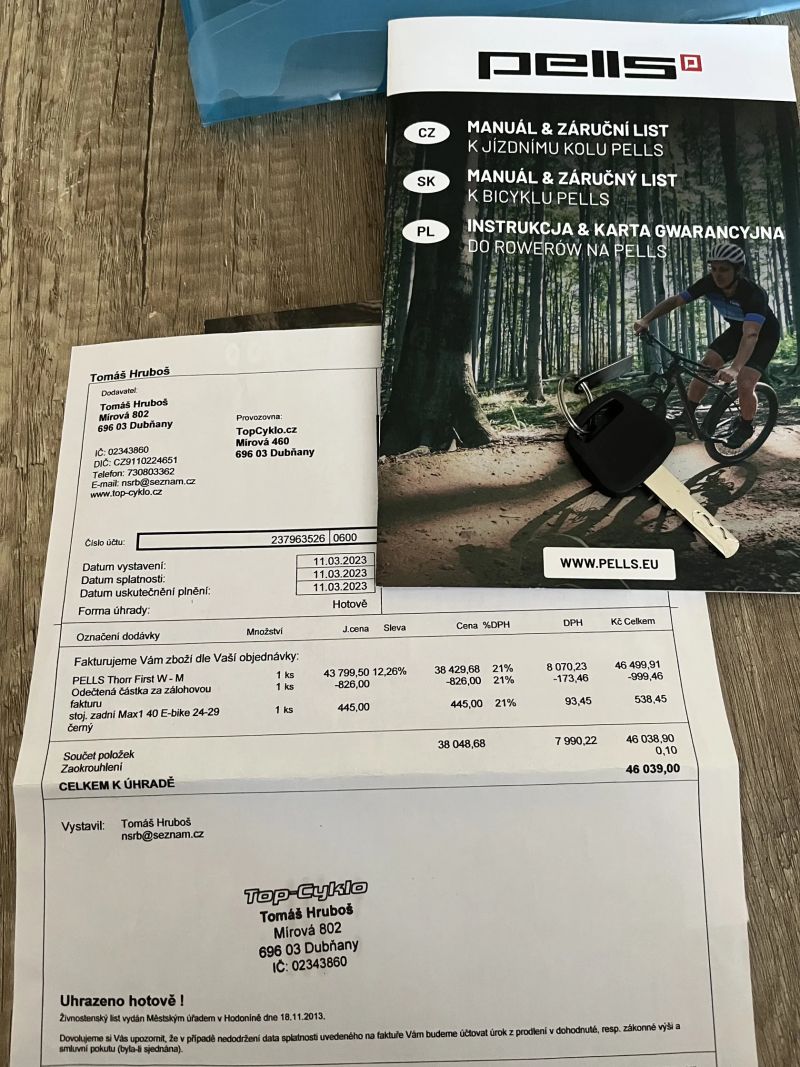 pells
CZ
MANUÁL & ZÁRUČNÍ LIST
K JÍZDNÍMU KOLU PELLS
SK
MANUÁL & ZÁRUČNÝ LIST
K BICYKLU PELLS
PL
INSTRUKCJA & KARTA GWARANCYJNA
DO ROWERÓW NA PELLS
WWW.PELLS.EU
Tomáš Hruboš
Dodavatel:
Tomáš Hruboš
Mírová 802
696 03 Dubňany
IČ: 02343860
DIČ: CZ9110224651
Telefon: 730803362
E-mail: nsrb@seznam.cz
www.top-cyklo.cz
Provozovna:
TopCyklo.cz
Mírová 460
696 03 Dubňany
Číslo účtu: 237963526 0600
Datum vystavení: 11.03.2023
Datum splatnosti: 11.03.2023
Datum uskutečnění plnění: 11.03.2023
Forma úhrady: Hotově
Označení dodávky Množství J.cena Sleva Cena %DPH DPH Kč Celkem
Fakturujeme Vám zboží dle Vaší objednávky:
PELLS Thorr First W - M 1 ks 43 799,50 12,26% 38 429,68 21% 8 070,23 46 499,91
Odečtená částka za zálohovou 1 ks -826,00 -826,00 21% -173,46 -999,46
fakturu
stoj. zadní Max1 40 E-bike 24-29 1 ks 445,00 445,00 21% 93,45 538,45
černý
Součet položek 38 048,68 7 990,22 46 038,90
Zaokrouhlení 0,10
CELKEM K ÚHRADĚ 46 039,00
Vystavil: Tomáš Hruboš
nsrb@seznam.cz
Top-Cyklo
Tomáš Hruboš
Mírová 802
696 03 Dubňany
IČ: 02343860
Uhrazeno hotově !
Živnostenský list vydán Městským úřadem v Hodoníně dne 18.11.2013.
Dovolujeme si Vás upozornit, že v případě nedodržení data splatnosti uvedeného na faktuře Vám budeme účtovat úrok z prodlení v dohodnuté, resp. zákonné výši a
smluvní pokutu (byla-li sjednána).